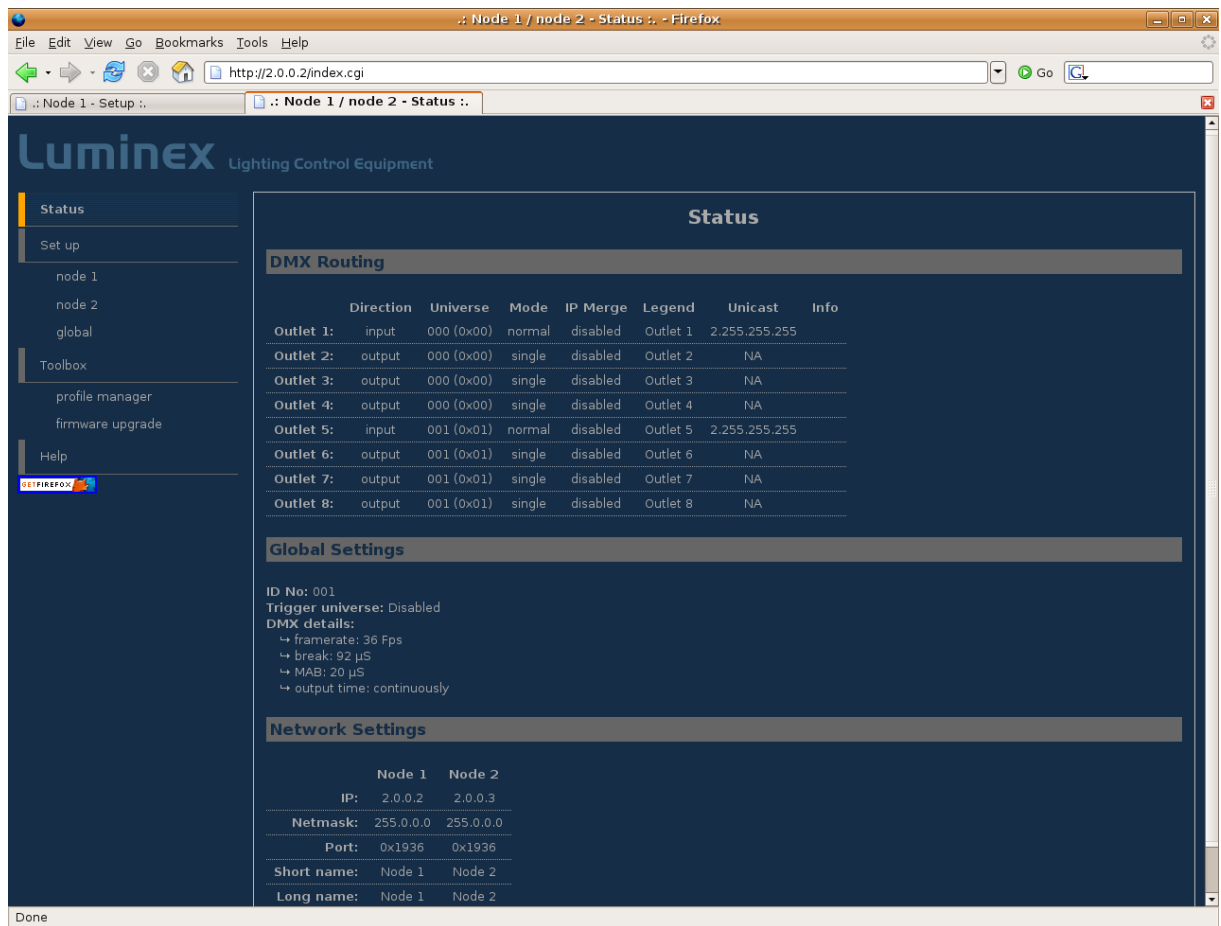 .: Node 1 / node 2 - Status :. - Firefox
File Edit View Go Bookmarks Tools Help
http://2.0.0.2/index.cgi Go G
.: Node 1 - Setup :. .: Node 1 / node 2 - Status :.
Luminex Lighting Control Equipment
Status
Set up
node 1
node 2
global
Toolbox
profile manager
firmware upgrade
Help
GETFIREFOX
Status
DMX Routing
Direction Universe Mode IP Merge Legend Unicast Info
Outlet 1: input 000 (0x00) normal disabled Outlet 1 2.255.255.255
Outlet 2: output 000 (0x00) single disabled Outlet 2 NA
Outlet 3: output 000 (0x00) single disabled Outlet 3 NA
Outlet 4: output 000 (0x00) single disabled Outlet 4 NA
Outlet 5: input 001 (0x01) normal disabled Outlet 5 2.255.255.255
Outlet 6: output 001 (0x01) single disabled Outlet 6 NA
Outlet 7: output 001 (0x01) single disabled Outlet 7 NA
Outlet 8: output 001 (0x01) single disabled Outlet 8 NA
Global Settings
ID No: 001
Trigger universe: Disabled
DMX details:
↪ framerate: 36 Fps
↪ break: 92 µS
↪ MAB: 20 µS
↪ output time: continuously
Network Settings
Node 1 Node 2
IP: 2.0.0.2 2.0.0.3
Netmask: 255.0.0.0 255.0.0.0
Port: 0x1936 0x1936
Short name: Node 1 Node 2
Long name: Node 1 Node 2
Done